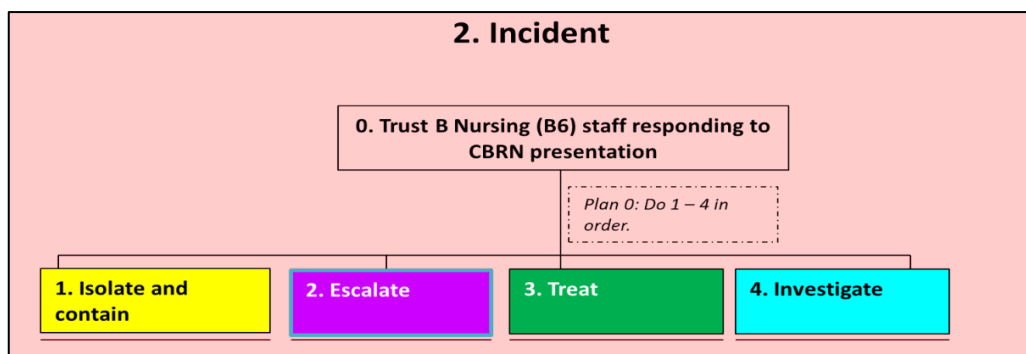 2. Incident
0. Trust B Nursing (B6) staff responding to
CBRN presentation
Plan 0: Do 1 – 4 in
order.
1. Isolate and
contain
2. Escalate
3. Treat
4. Investigate